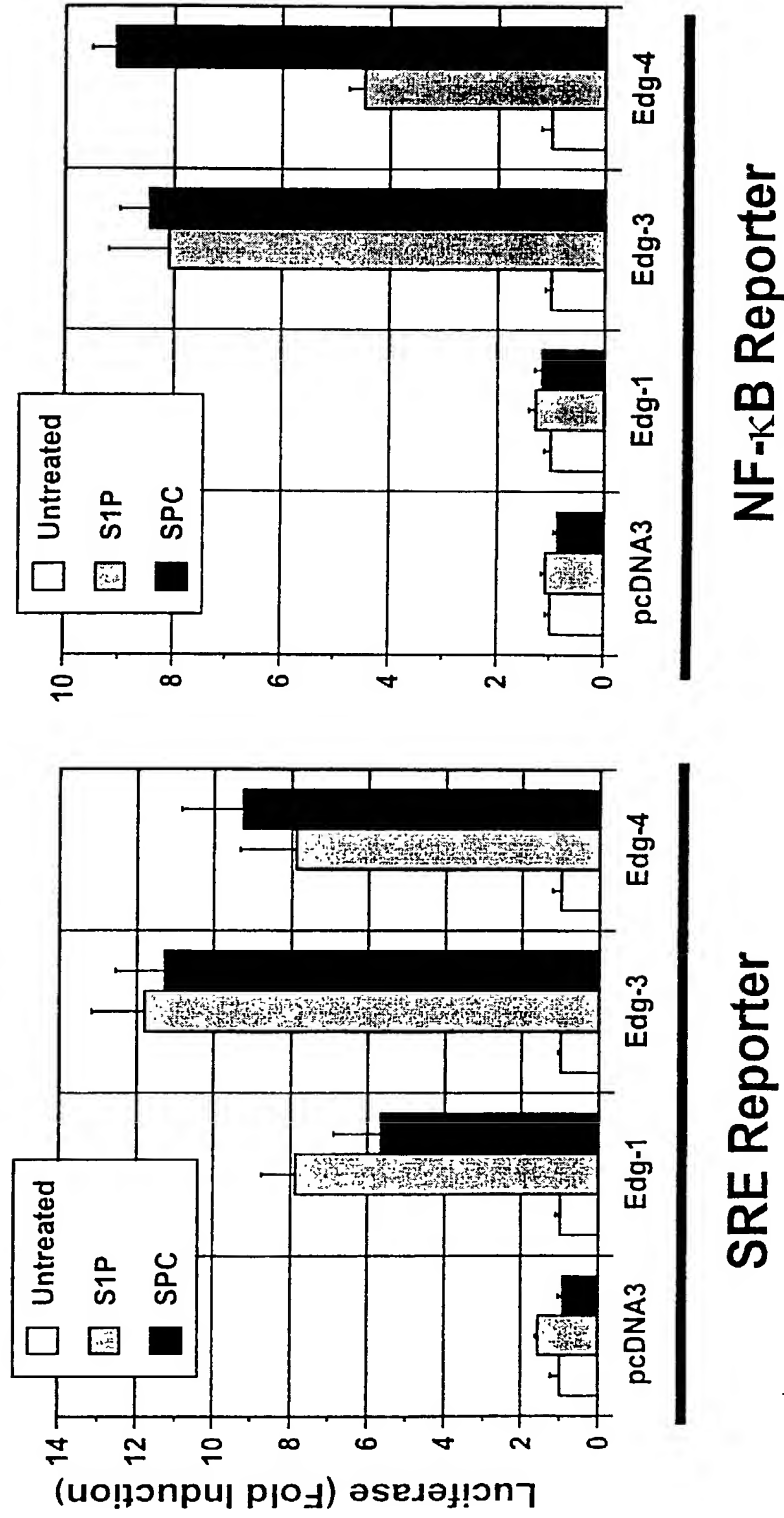 Luciferase (Fold Induction)
14
12
10
8
6
4
2
0
Untreated
S1P
SPC
pcDNA3
Edg-1
Edg-3
Edg-4
SRE Reporter
10
8
6
4
2
0
Untreated
S1P
SPC
pcDNA3
Edg-1
Edg-3
Edg-4
NF-κB Reporter